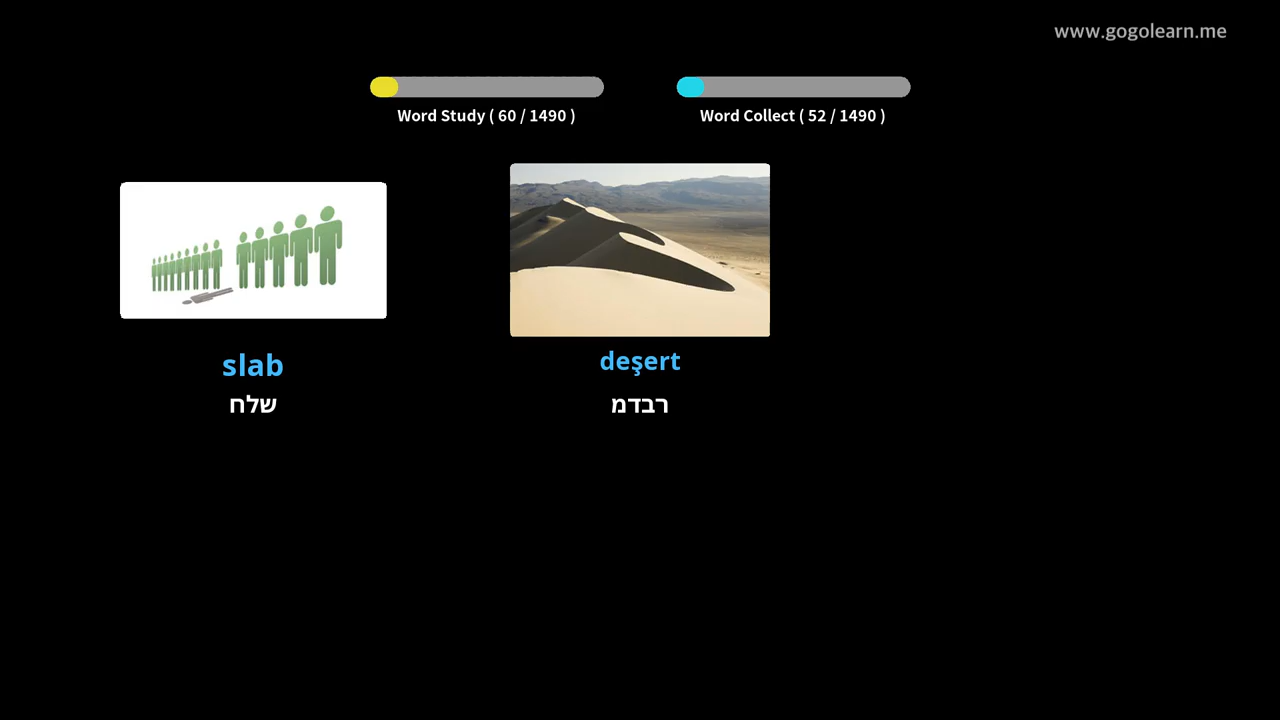 www.gogolearn.me
Word Study ( 60 / 1490 )
Word Collect ( 52 / 1490 )
slab
שלח
deşert
רבדמ